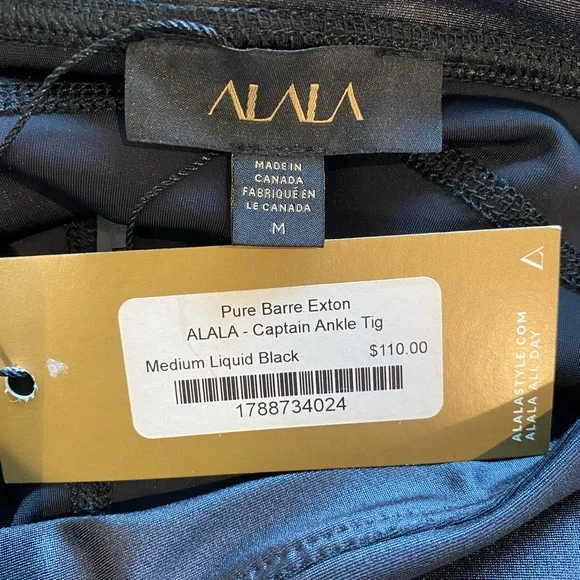 ALALA
MADE IN
CANADA
FABRIQUÉ EN
LE CANADA
M
Pure Barre Exton
ALALA - Captain Ankle Tig
Medium Liquid Black $110.00
1788734024
ALALASTYLE.COM
ALALA ALL DAY